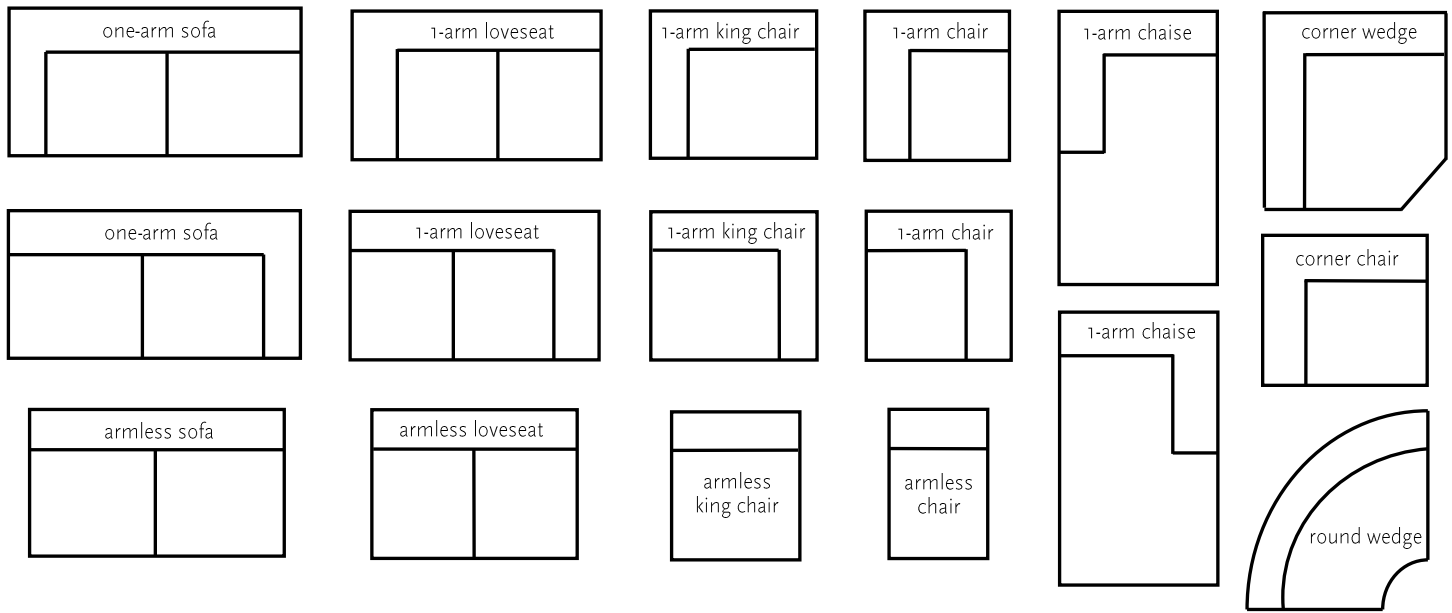 one-arm sofa
1-arm loveseat
1-arm king chair
1-arm chair
1-arm chaise
corner wedge
one-arm sofa
1-arm loveseat
1-arm king chair
1-arm chair
corner chair
1-arm chaise
armless sofa
armless loveseat
armless
king chair
armless
chair
round wedge